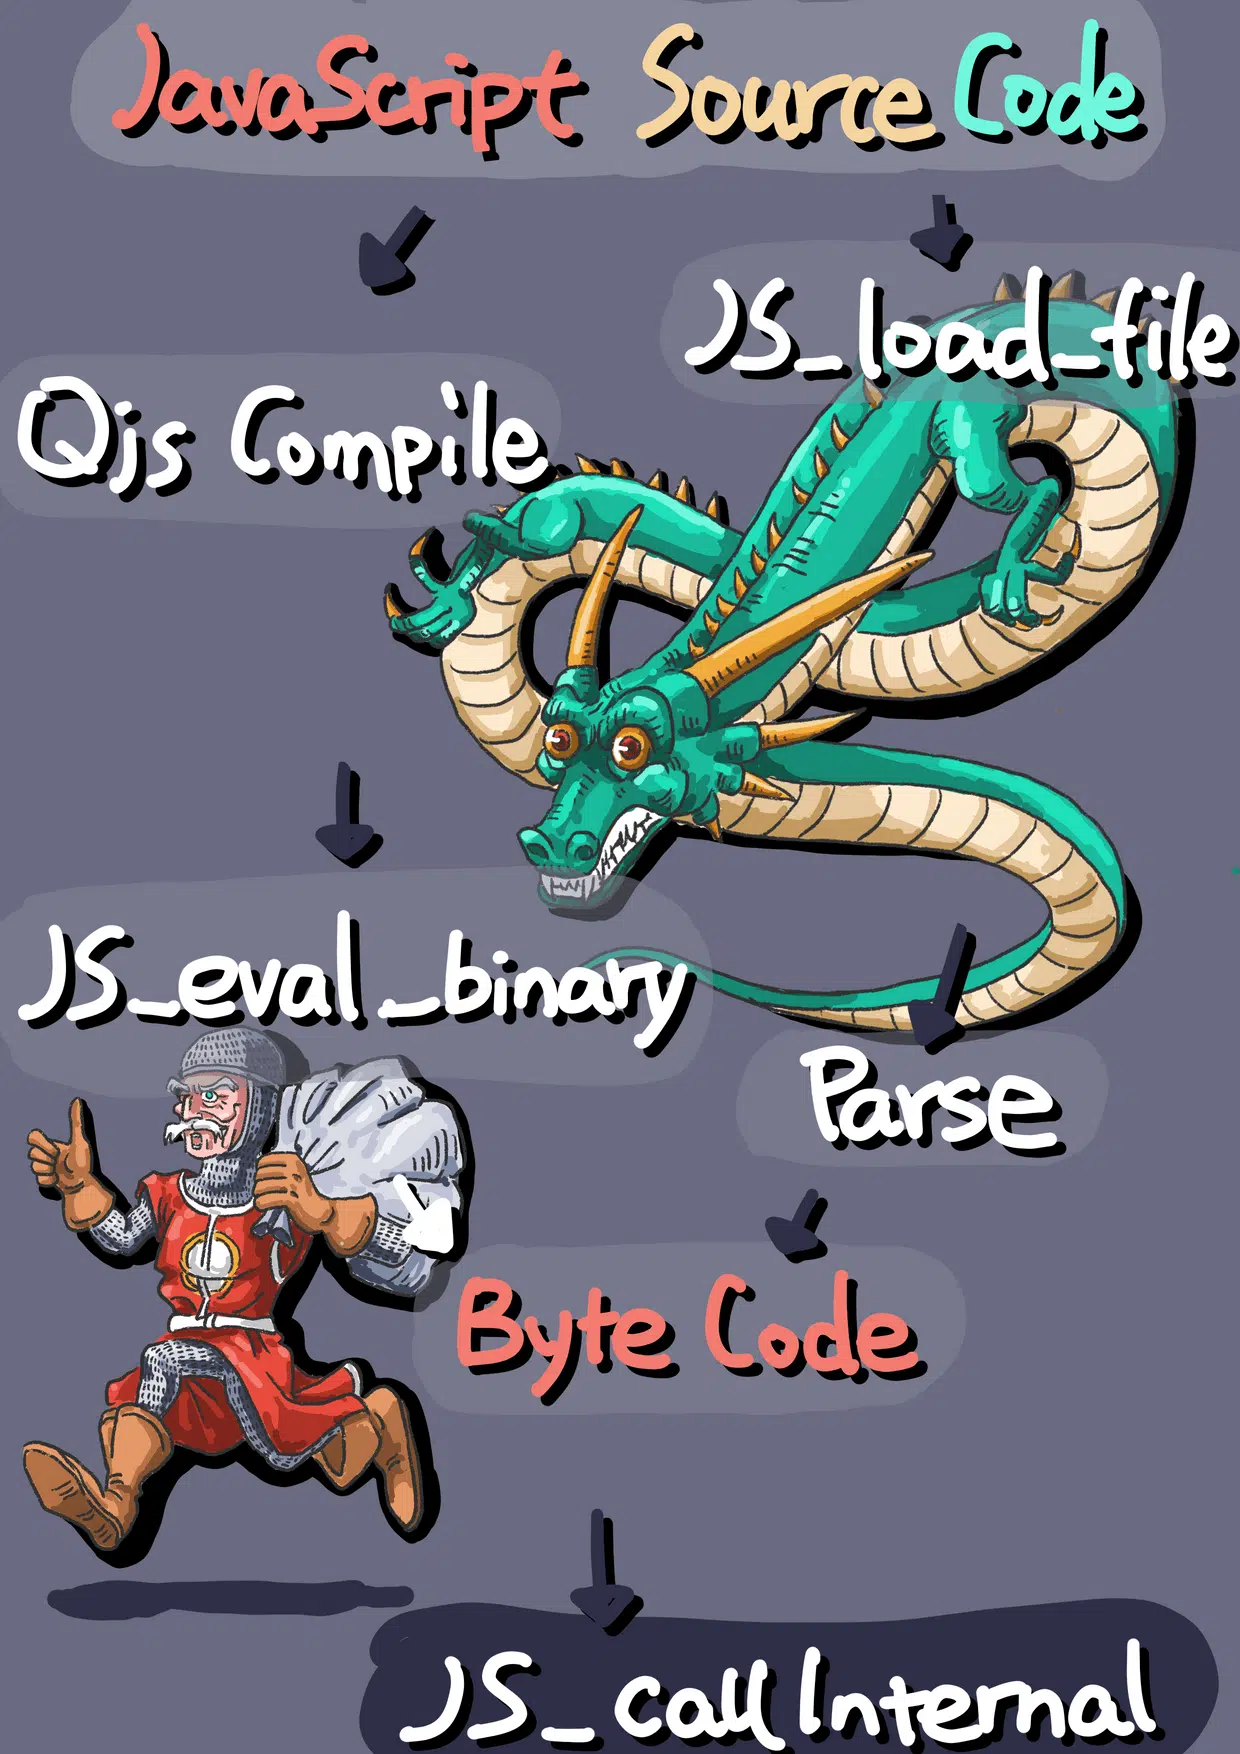 JavaScript Source Code
JS_load_file
Qjs Compile
JS_eval_binary
Parse
Byte Code
JS_call Internal